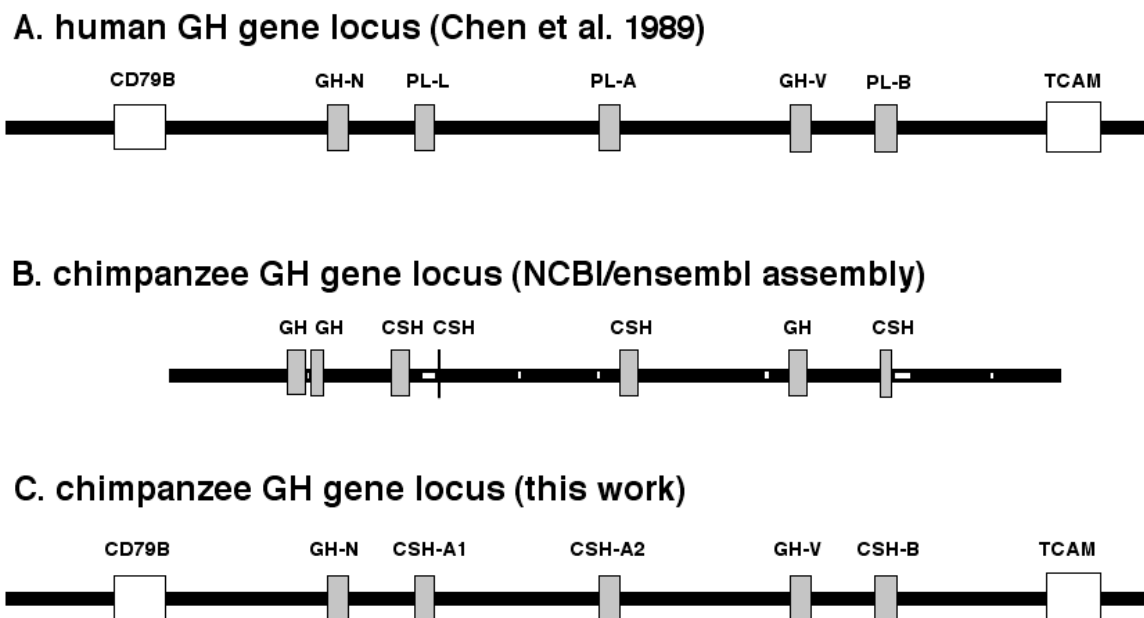 A. human GH gene locus (Chen et al. 1989)
CD79B GH-N PL-L PL-A GH-V PL-B TCAM
B. chimpanzee GH gene locus (NCBI/ensembl assembly)
GH GH CSH CSH CSH GH CSH
C. chimpanzee GH gene locus (this work)
CD79B GH-N CSH-A1 CSH-A2 GH-V CSH-B TCAM